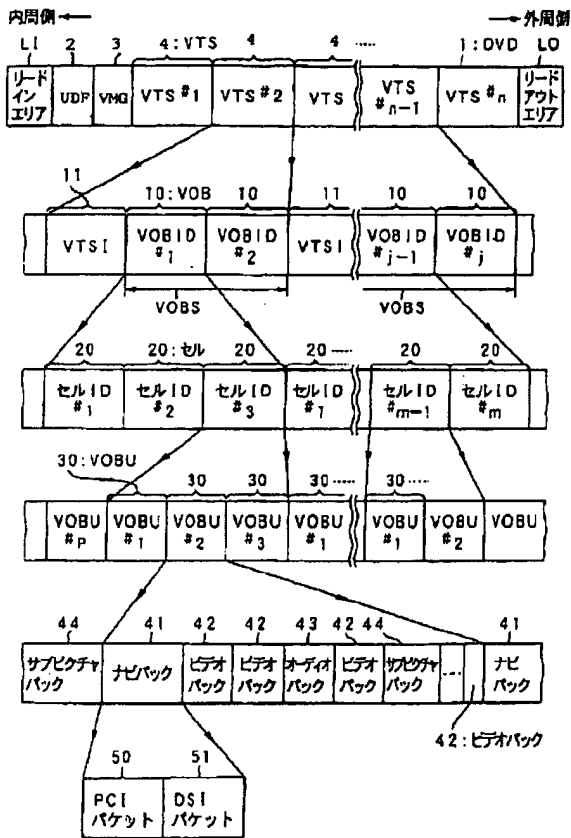 内周側 ← → 外周側
LI 2 3 4:VTS 4 4 ····· 1:DVD LO
リード
イン
エリア
UDF VMG VTS #1 VTS #2 VTS VTS
#n-1 VTS #n
リード
アウト
エリア
11 10:VOB 10 11 10 10
VTSI VOBID
#1 VOBID
#2 VTSI VOBID
#j-1 VOBID
#j
VOBS VOBS
20 20:セル 20 20····· 20 20
セルID
#1 セルID
#2 セルID
#3 セルID
#1 セルID
#m-1 セルID
#m
30:VOBU 30 30 30····· 30·····
VOBU
#P VOBU
#1 VOBU
#2 VOBU
#3 VOBU
#1 VOBU
#1 VOBU
#2 VOBU
44 41 42 42 43 42 44 41
サブピクチャ
パック ナビパック ビデオ
パック ビデオ
パック オーディオ
パック ビデオ
パック サブピクチャ
パック ····· ナビ
パック
42:ビデオパック
50 51
PCI
パケット DSI
パケット